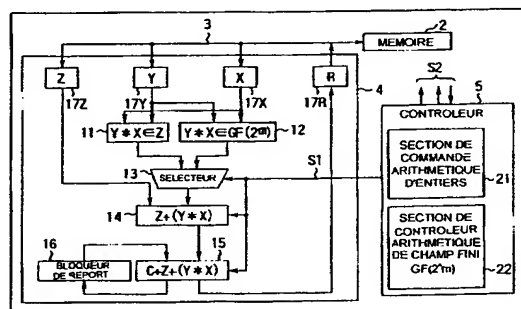 3
2
MEMOIRE
Z
Y
X
R
17Z
17Y
17X
17R
4
S2
5
CONTROLEUR
11
Y*X∈Z
Y*X∈GF(2^m)
12
13
SELECTEUR
S1
SECTION DE
COMMANDE
ARITHMETIQUE
D'ENTIERS
21
14
Z+(Y*X)
SECTION DE
CONTROLEUR
ARITHMETIQUE
DE CHAMP FINI
GF(2^m)
22
16
15
BLOQUEUR
DE REPORT
C+Z+(Y*X)